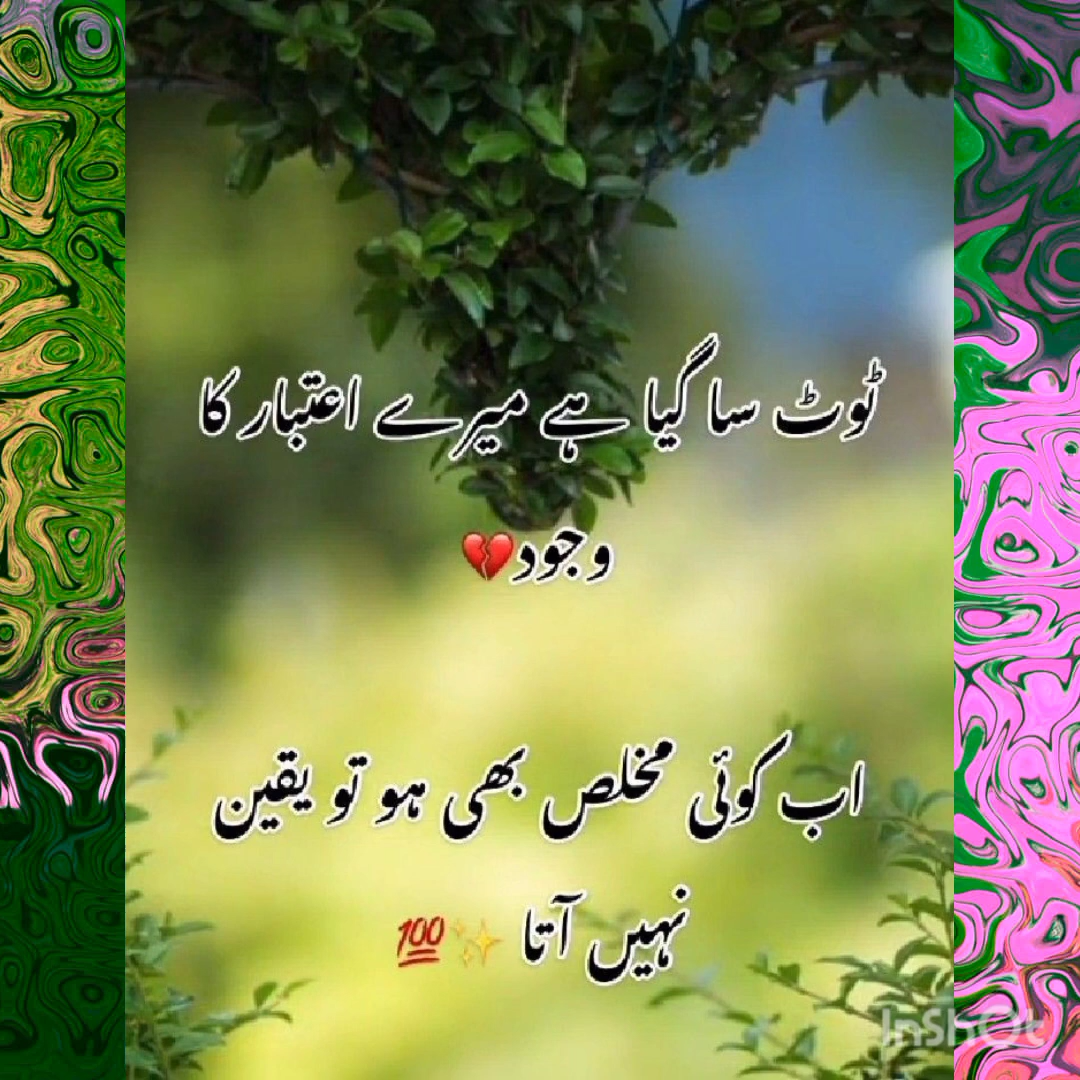 ٹوٹ سا گیا ہے میرے اعتبار کا
وجود💔
اب کوئی مخلص بھی ہو تو یقین
نہیں آتا ✨💯
InShOt